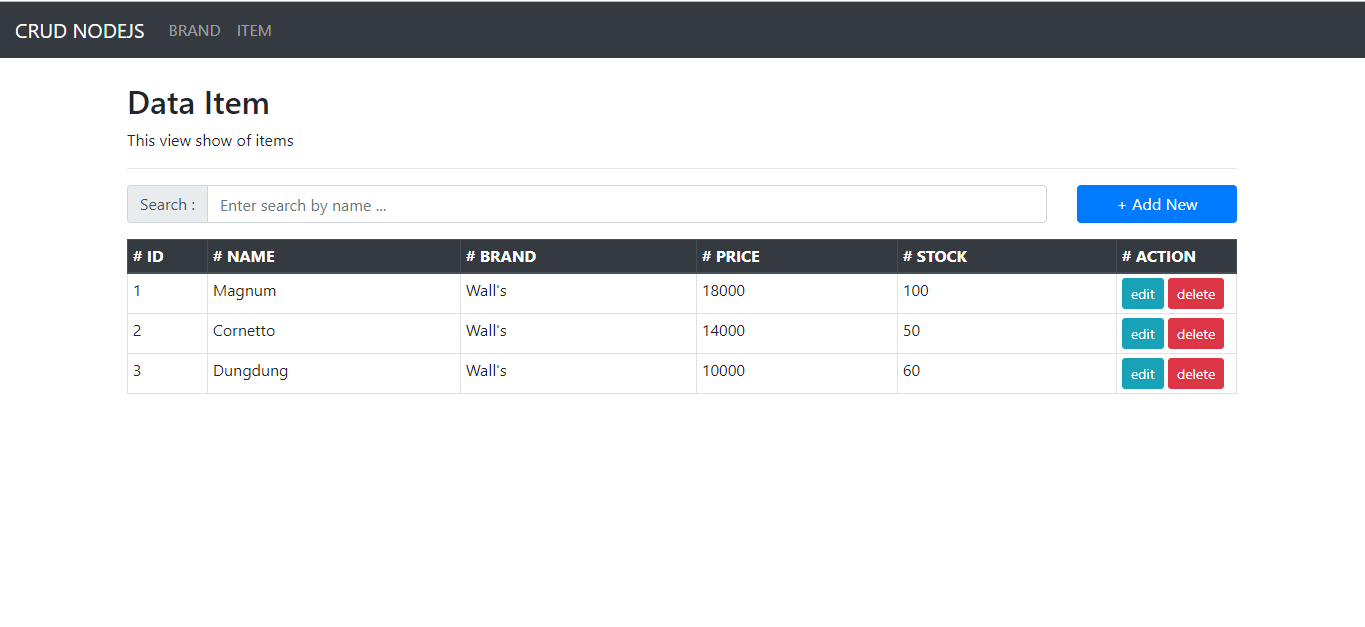 CRUD NODEJS BRAND ITEM
Data Item
This view show of items
Search : Enter search by name ... + Add New
# ID # NAME # BRAND # PRICE # STOCK # ACTION
1 Magnum Wall's 18000 100 edit delete
2 Cornetto Wall's 14000 50 edit delete
3 Dungdung Wall's 10000 60 edit delete